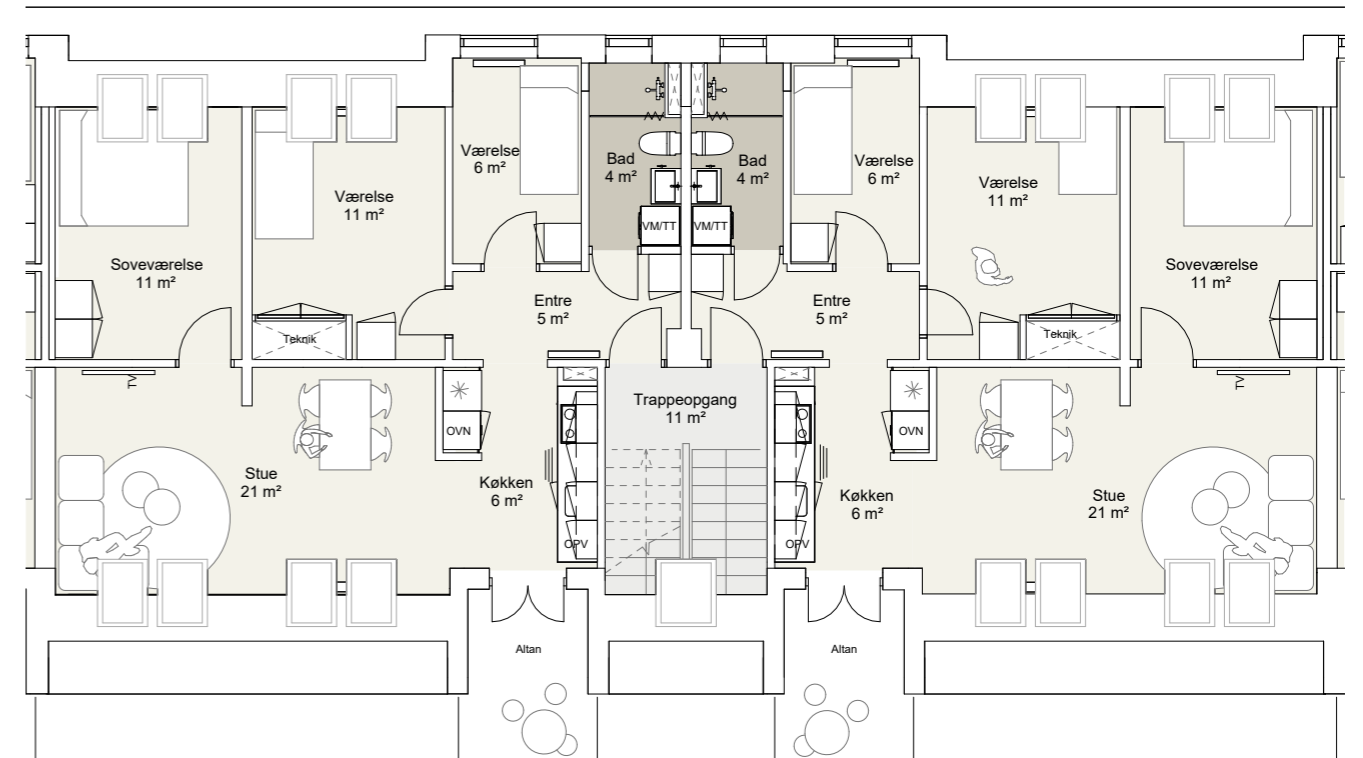 Værelse
6 m²
Bad
4 m²
Bad
4 m²
Værelse
6 m²
Værelse
11 m²
Værelse
11 m²
VM/TT
VM/TT
Soveværelse
11 m²
Soveværelse
11 m²
Entre
5 m²
Entre
5 m²
Teknik
Teknik
TV
TV
Trappeopgang
11 m²
OVN
OVN
Stue
21 m²
Køkken
6 m²
Køkken
6 m²
Stue
21 m²
OPV
OPV
Altan
Altan